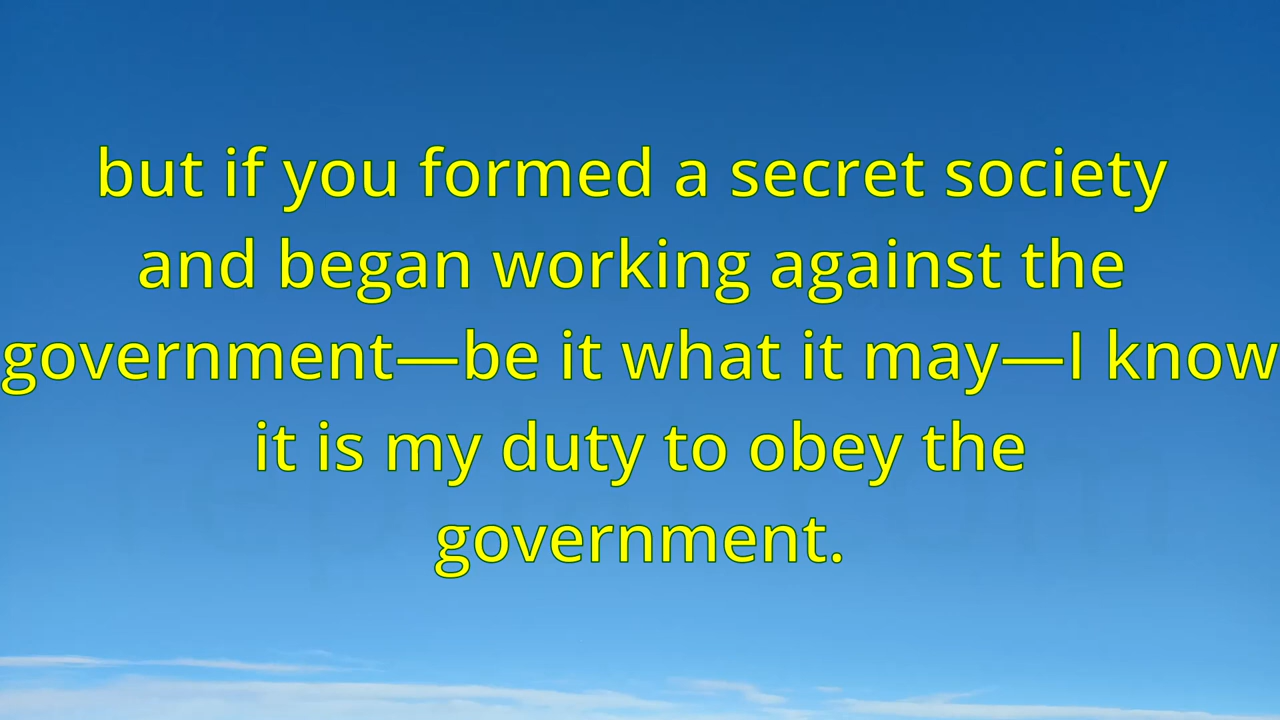 but if you formed a secret society
and began working against the
government—be it what it may—I know
it is my duty to obey the
government.